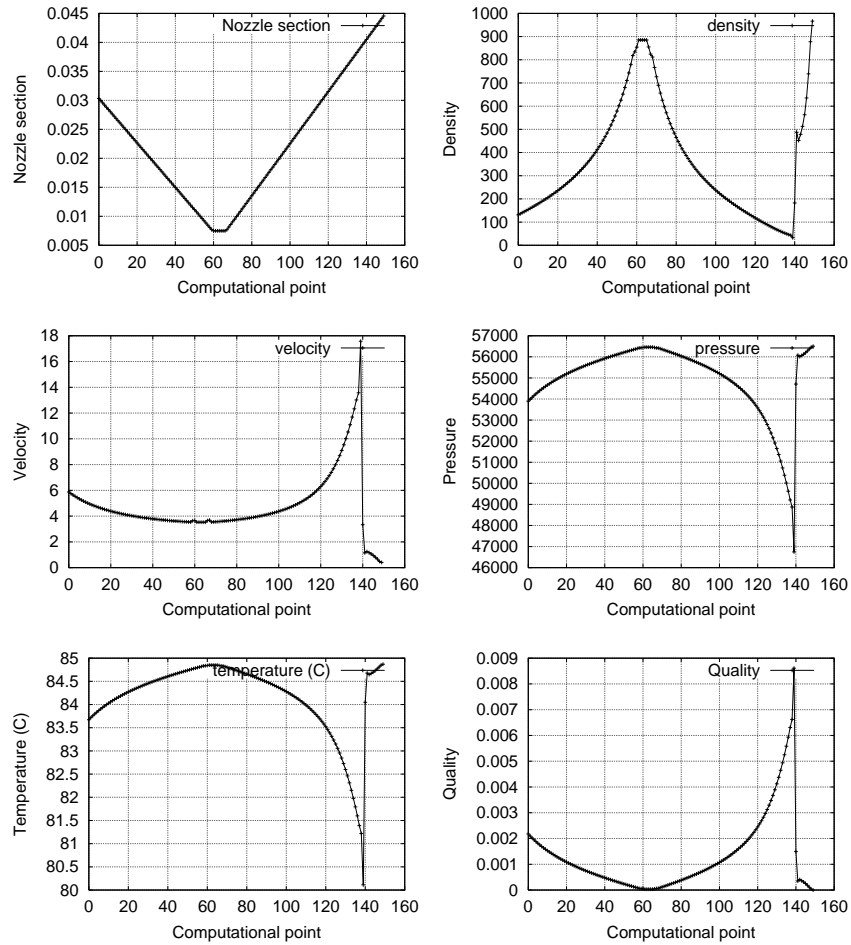 Nozzle section
0.045
0.04
0.035
0.03
0.025
0.02
0.015
0.01
0.005
0 20 40 60 80 100 120 140 160
Computational point
Nozzle section
density
1000
900
800
700
600
500
400
300
200
100
0
0 20 40 60 80 100 120 140 160
Computational point
Density
velocity
18
16
14
12
10
8
6
4
2
0
0 20 40 60 80 100 120 140 160
Computational point
Velocity
pressure
57000
56000
55000
54000
53000
52000
51000
50000
49000
48000
47000
46000
0 20 40 60 80 100 120 140 160
Computational point
Pressure
temperature (C)
85
84.5
84
83.5
83
82.5
82
81.5
81
80.5
80
0 20 40 60 80 100 120 140 160
Computational point
Temperature (C)
Quality
0.009
0.008
0.007
0.006
0.005
0.004
0.003
0.002
0.001
0
0 20 40 60 80 100 120 140 160
Computational point
Quality